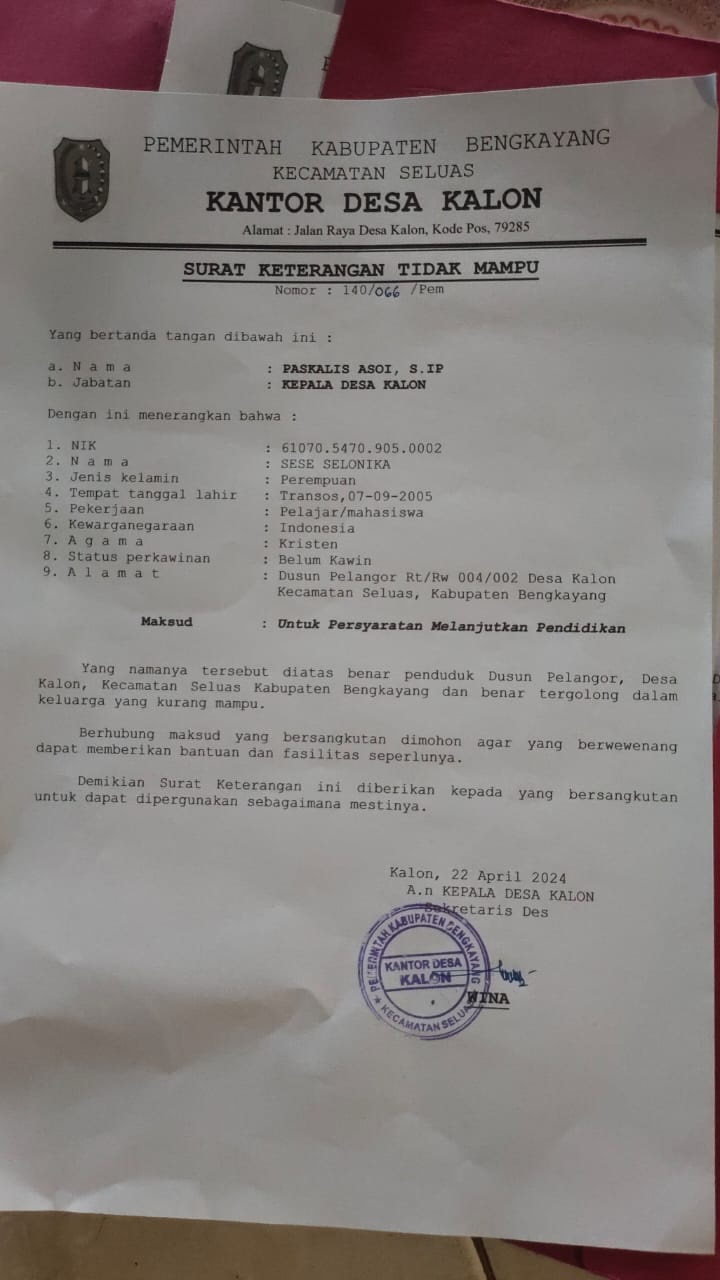 PEMERINTAH KABUPATEN BENGKAYANG
KECAMATAN SELUAS
KANTOR DESA KALON
Alamat : Jalan Raya Desa Kalon, Kode Pos, 79285
SURAT KETERANGAN TIDAK MAMPU
Nomor : 140/066 /Pem
Yang bertanda tangan dibawah ini :
a. N a m a : PASKALIS ASOI, S.IP
b. Jabatan : KEPALA DESA KALON
Dengan ini menerangkan bahwa :
1. NIK : 61070.5470.905.0002
2. N a m a : SESE SELONIKA
3. Jenis kelamin : Perempuan
4. Tempat tanggal lahir : Transos,07-09-2005
5. Pekerjaan : Pelajar/mahasiswa
6. Kewarganegaraan : Indonesia
7. A g a m a : Kristen
8. Status perkawinan : Belum Kawin
9. A l a m a t : Dusun Pelangor Rt/Rw 004/002 Desa Kalon
Kecamatan Seluas, Kabupaten Bengkayang
Maksud : Untuk Persyaratan Melanjutkan Pendidikan
Yang namanya tersebut diatas benar penduduk Dusun Pelangor, Desa
Kalon, Kecamatan Seluas Kabupaten Bengkayang dan benar tergolong dalam
keluarga yang kurang mampu.
Berhubung maksud yang bersangkutan dimohon agar yang berwewenang
dapat memberikan bantuan dan fasilitas seperlunya.
Demikian Surat Keterangan ini diberikan kepada yang bersangkutan
untuk dapat dipergunakan sebagaimana mestinya.
Kalon, 22 April 2024
A.n KEPALA DESA KALON
Sekretaris Des
PEMERINTAH KABUPATEN BENGKAYANG
KANTOR DESA
KALON
KECAMATAN SELUAS
WINA